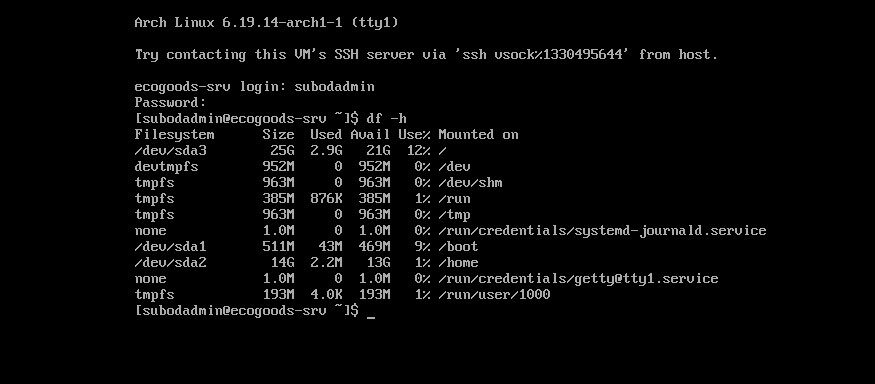 Arch Linux 6.19.14-arch1-1 (tty1)
Try contacting this VM's SSH server via 'ssh vsock%1330495644' from host.
ecogoods-srv login: subodadmin
Password:
[subodadmin@ecogoods-srv ~]$ df -h
Filesystem      Size  Used Avail Use% Mounted on
/dev/sda3        25G  2.9G   21G  12% /
devtmpfs        952M     0  952M   0% /dev
tmpfs           963M     0  963M   0% /dev/shm
tmpfs           385M  876K  385M   1% /run
tmpfs           963M     0  963M   0% /tmp
none            1.0M     0  1.0M   0% /run/credentials/systemd-journald.service
/dev/sda1       511M   43M  469M   9% /boot
/dev/sda2        14G  2.2M   13G   1% /home
none            1.0M     0  1.0M   0% /run/credentials/getty@tty1.service
tmpfs           193M  4.0K  193M   1% /run/user/1000
[subodadmin@ecogoods-srv ~]$ _